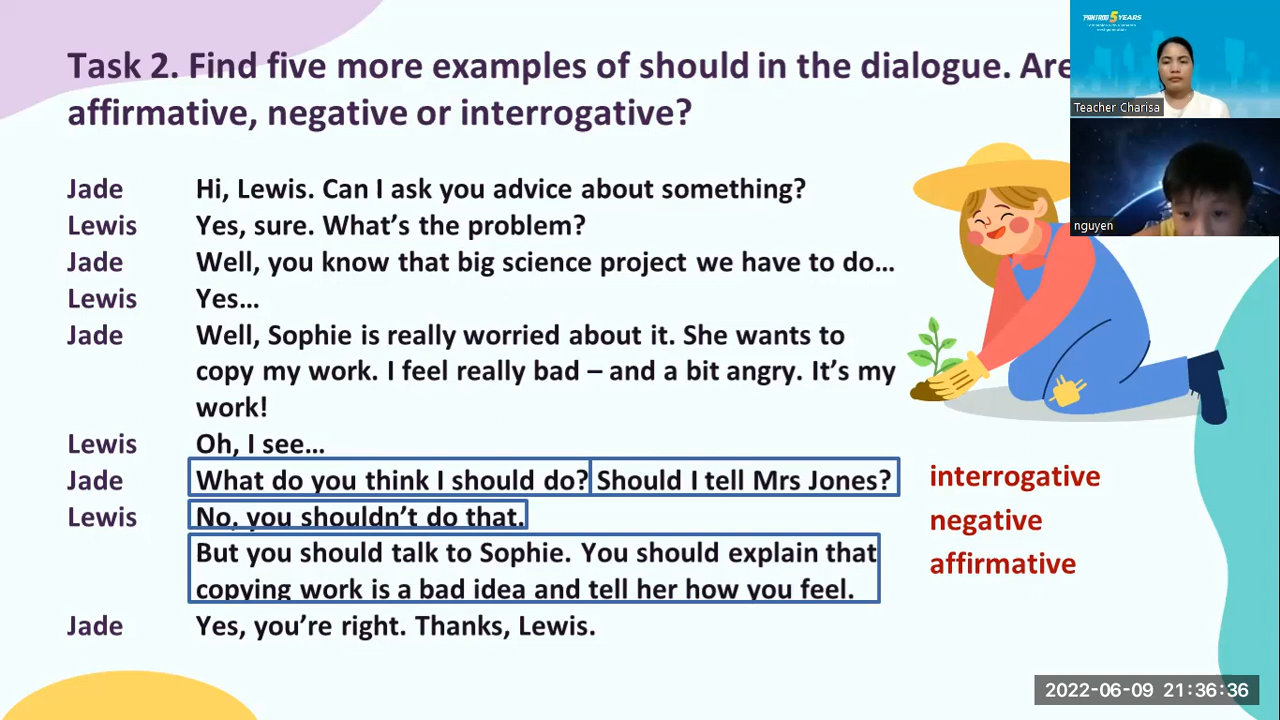 Task 2. Find five more examples of should in the dialogue. Are
affirmative, negative or interrogative?
Jade Hi, Lewis. Can I ask you advice about something?
Lewis Yes, sure. What's the problem?
Jade Well, you know that big science project we have to do…
Lewis Yes…
Jade Well, Sophie is really worried about it. She wants to
copy my work. I feel really bad – and a bit angry. It's my
work!
Lewis Oh, I see…
Jade What do you think I should do? Should I tell Mrs Jones?
Lewis No, you shouldn't do that.
But you should talk to Sophie. You should explain that
copying work is a bad idea and tell her how you feel.
Jade Yes, you're right. Thanks, Lewis.
interrogative
negative
affirmative
5 YEARS
Teacher Charisa
nguyen
2022-06-09 21:36:36